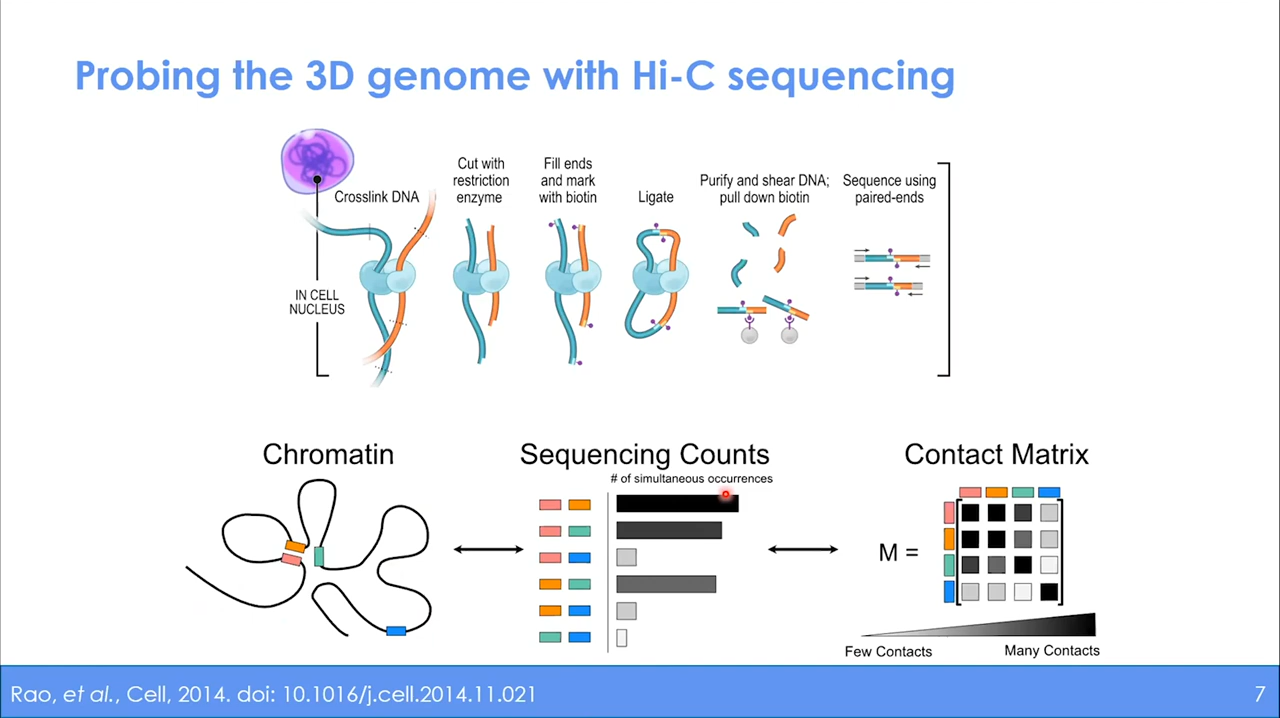 Probing the 3D genome with Hi-C sequencing
Crosslink DNA
Cut with
restriction
enzyme
Fill ends
and mark
with biotin
Ligate
Purify and shear DNA;
pull down biotin
Sequence using
paired-ends
IN CELL
NUCLEUS
Chromatin
Sequencing Counts
# of simultaneous occurrences
Contact Matrix
M =
Few Contacts
Many Contacts
Rao, et al., Cell, 2014. doi: 10.1016/j.cell.2014.11.021
7